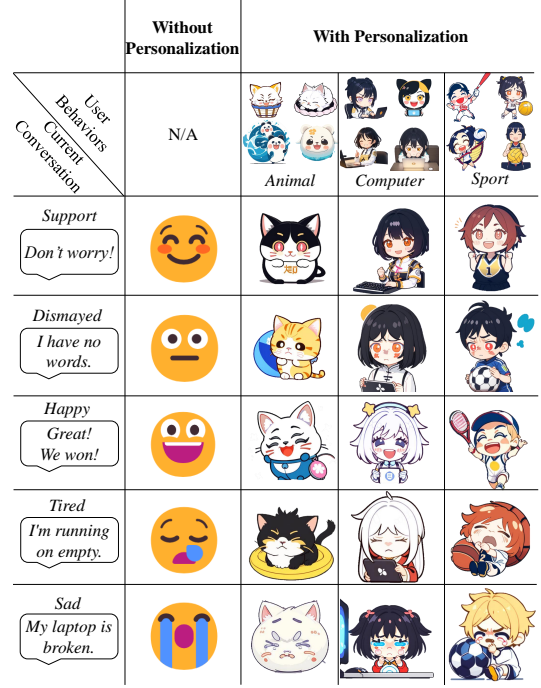 Without
Personalization
With Personalization
User
Behaviors
Current
Conversation
N/A
Animal
Computer
Sport
Support
Don't worry!
1
Dismayed
I have no
words.
Happy
Great!
We won!
Tired
I'm running
on empty.
Sad
My laptop is
broken.